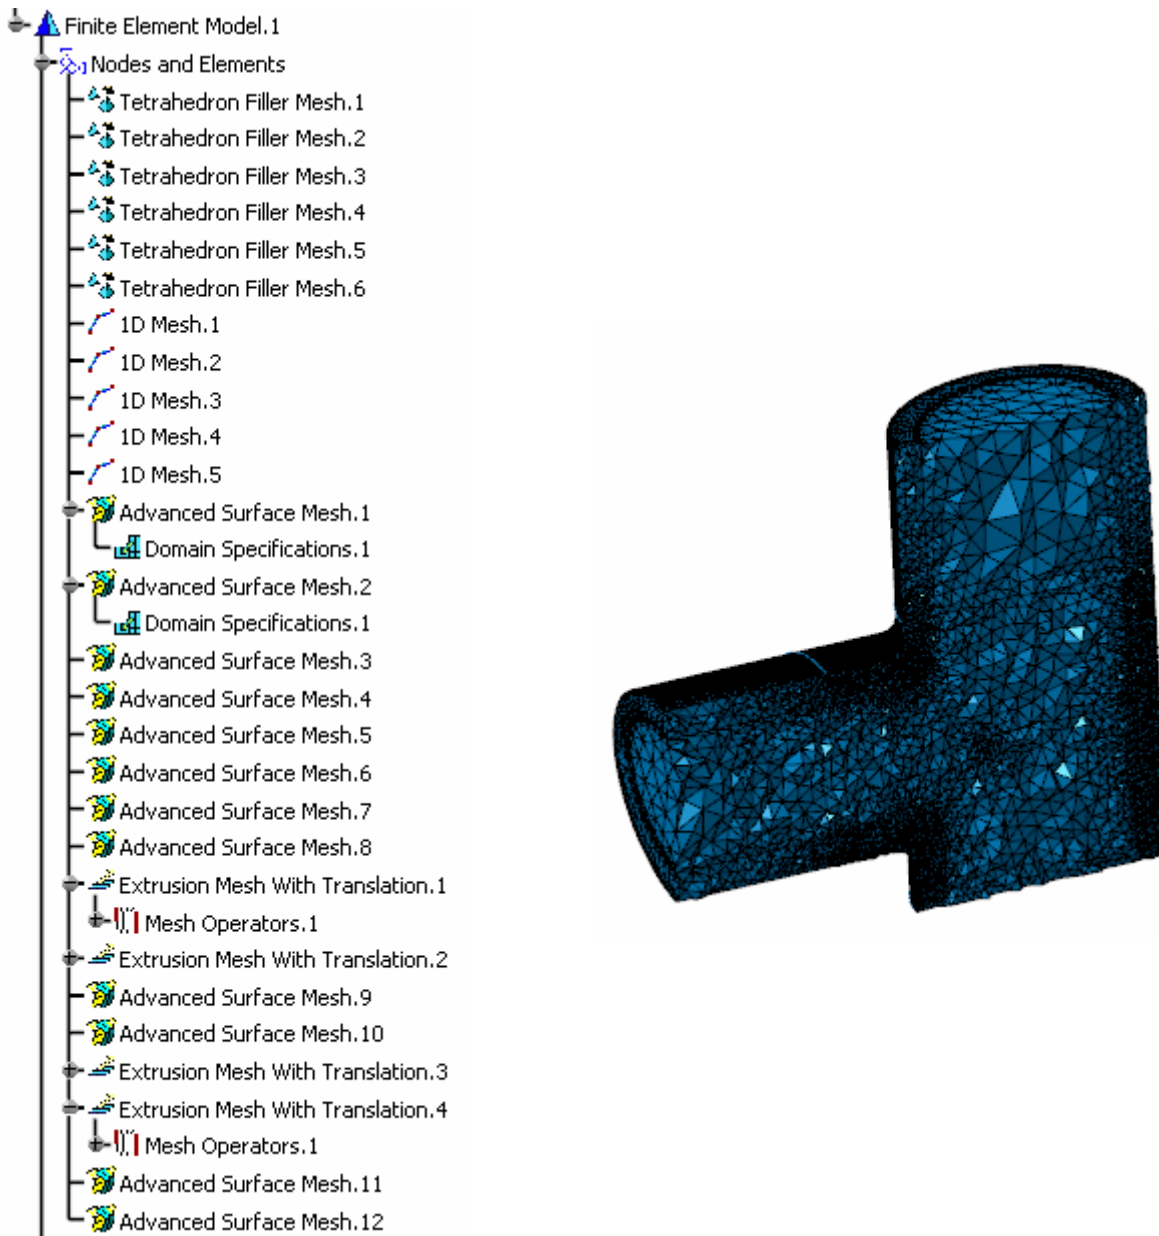 Finite Element Model.1
Nodes and Elements
Tetrahedron Filler Mesh.1
Tetrahedron Filler Mesh.2
Tetrahedron Filler Mesh.3
Tetrahedron Filler Mesh.4
Tetrahedron Filler Mesh.5
Tetrahedron Filler Mesh.6
1D Mesh.1
1D Mesh.2
1D Mesh.3
1D Mesh.4
1D Mesh.5
Advanced Surface Mesh.1
Domain Specifications.1
Advanced Surface Mesh.2
Domain Specifications.1
Advanced Surface Mesh.3
Advanced Surface Mesh.4
Advanced Surface Mesh.5
Advanced Surface Mesh.6
Advanced Surface Mesh.7
Advanced Surface Mesh.8
Extrusion Mesh With Translation.1
Mesh Operators.1
Extrusion Mesh With Translation.2
Advanced Surface Mesh.9
Advanced Surface Mesh.10
Extrusion Mesh With Translation.3
Extrusion Mesh With Translation.4
Mesh Operators.1
Advanced Surface Mesh.11
Advanced Surface Mesh.12